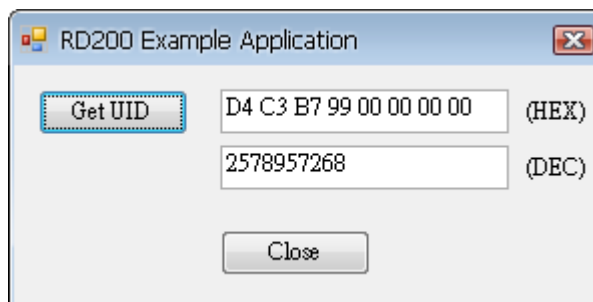 RD200 Example Application
Get UID D4 C3 B7 99 00 00 00 00 (HEX)
2578957268 (DEC)
Close